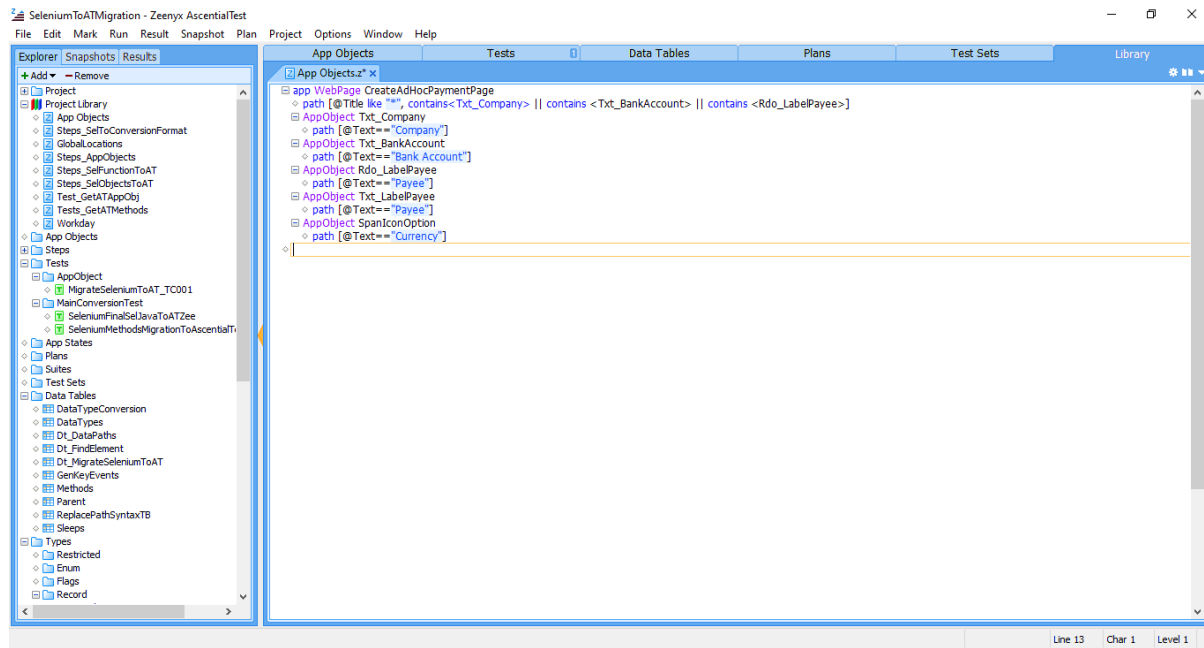 SeleniumToATMigration - Zeenyx AscentialTest
File Edit Mark Run Result Snapshot Plan Project Options Window Help
Explorer Snapshots Results
App Objects Tests Data Tables Plans Test Sets Library
+ Add − Remove
App Objects.z* ×
Project
Project Library
App Objects
Steps_SelToConversionFormat
GlobalLocations
Steps_AppObjects
Steps_SelFunctionToAT
Steps_SelObjectsToAT
Test_GetATAppObj
Tests_GetATMethods
Workday
App Objects
Steps
Tests
AppObject
MigrateSeleniumToAT_TC001
MainConversionTest
SeleniumFinalSelJavaToATZee
SeleniumMethodsMigrationToAscentialT
App States
Plans
Suites
Test Sets
Data Tables
DataTypeConversion
DataTypes
Dt_DataPaths
Dt_FindElement
Dt_MigrateSeleniumToAT
GenKeyEvents
Methods
Parent
ReplacePathSyntaxTB
Sleeps
Types
Restricted
Enum
Flags
Record
app WebPage CreateAdHocPaymentPage
path [@Title like "*", contains<Txt_Company> || contains <Txt_BankAccount> || contains <Rdo_LabelPayee>]
AppObject Txt_Company
path [@Text=="Company"]
AppObject Txt_BankAccount
path [@Text=="Bank Account"]
AppObject Rdo_LabelPayee
path [@Text=="Payee"]
AppObject Txt_LabelPayee
path [@Text=="Payee"]
AppObject SpanIconOption
path [@Text=="Currency"]
Line 13 Char 1 Level 1